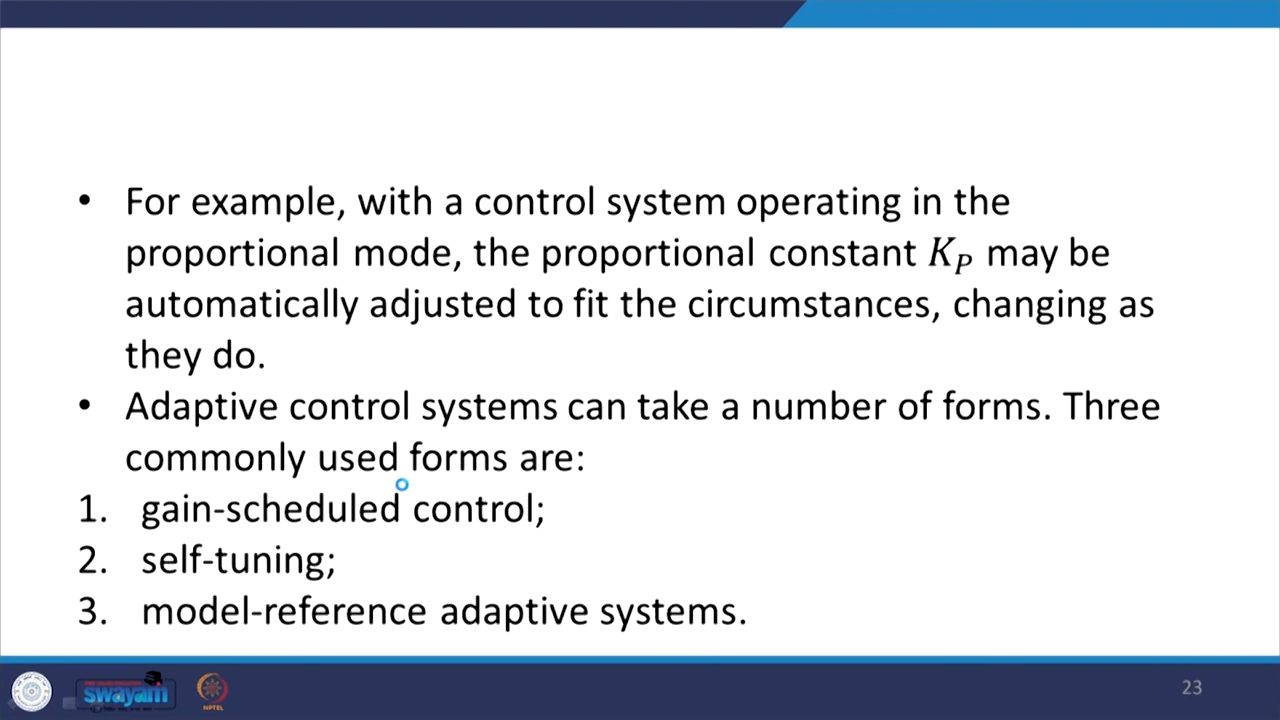 • For example, with a control system operating in the
proportional mode, the proportional constant K_P may be
automatically adjusted to fit the circumstances, changing as
they do.
• Adaptive control systems can take a number of forms. Three
commonly used forms are:
1. gain-scheduled control;
2. self-tuning;
3. model-reference adaptive systems.
swayam
NPTEL
23